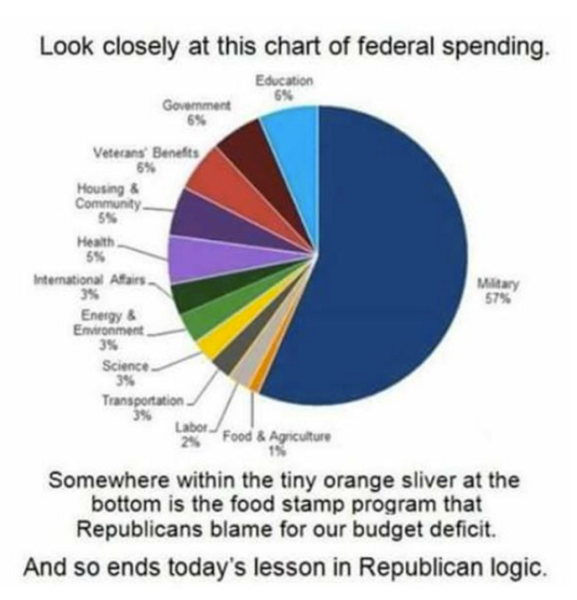 Look closely at this chart of federal spending.
Education
6%
Government
6%
Veterans' Benefits
6%
Housing &
Community
5%
Health
5%
International Affairs
3%
Energy &
Environment
3%
Science
3%
Transportation
3%
Labor
2%
Food & Agriculture
1%
Military
57%
Somewhere within the tiny orange sliver at the
bottom is the food stamp program that
Republicans blame for our budget deficit.
And so ends today's lesson in Republican logic.